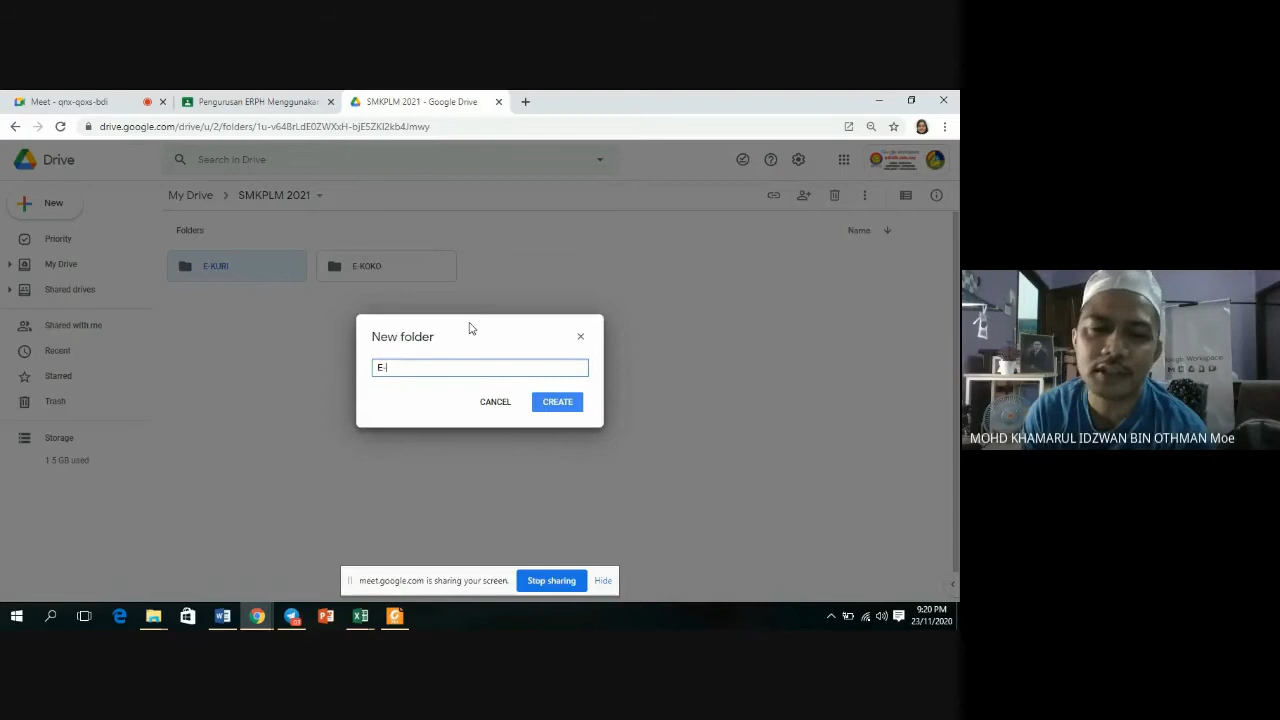 Meet - qnx-qoxs-bdi
Pengurusan ERPH Menggunakar
SMKPLM 2021 - Google Drive
drive.google.com/drive/u/2/folders/1u-v64BrLdE0ZWXxH-bjE5ZKI2kb4Jmwy
Drive
Search in Drive
New
My Drive
SMKPLM 2021
Priority
My Drive
Shared drives
Shared with me
Recent
Starred
Trash
Storage
1.5 GB used
Folders
Name
E-KURI
E-KOKO
New folder
E-
CANCEL
CREATE
meet.google.com is sharing your screen.
Stop sharing
Hide
9:20 PM
23/11/2020
Workspace
MOHD KHAMARUL IDZWAN BIN OTHMAN Moe